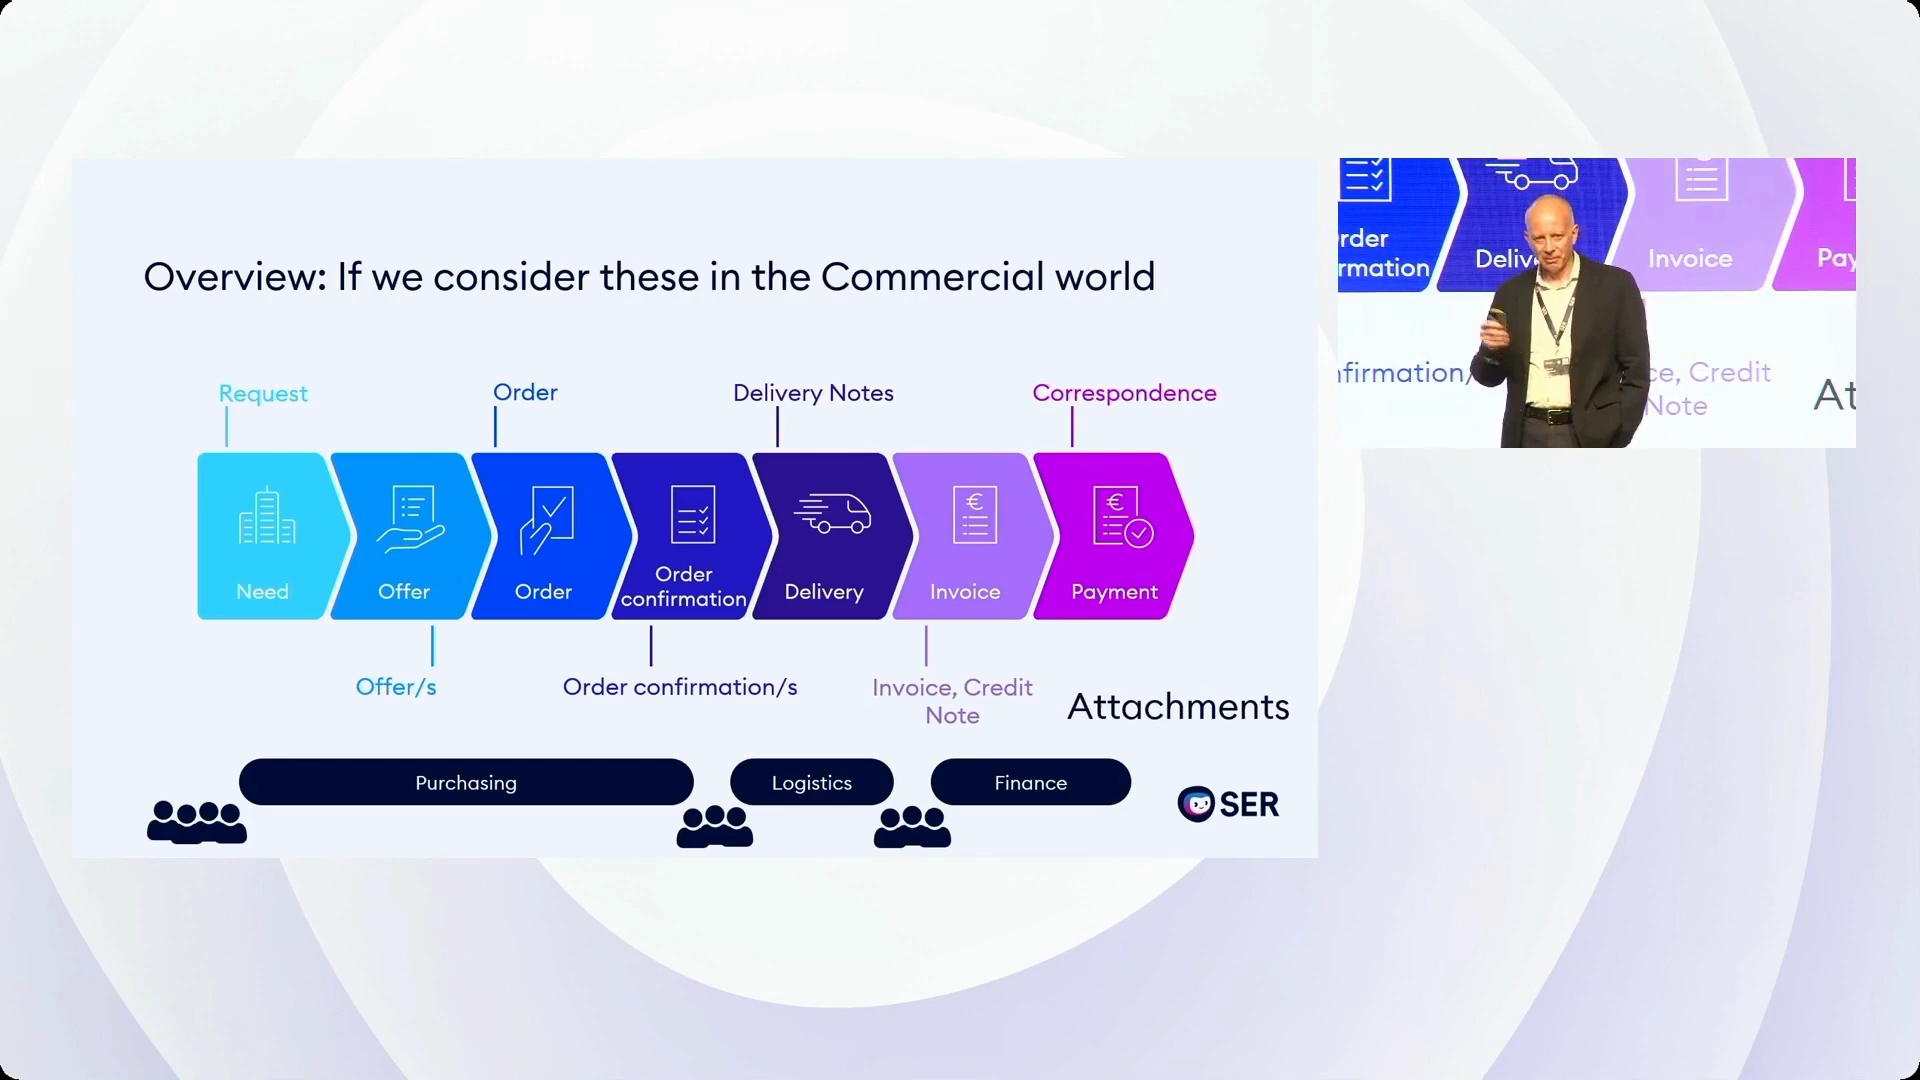 Overview: If we consider these in the Commercial world
Request
Order
Delivery Notes
Correspondence
Need
Offer
Order
Order
confirmation
Delivery
Invoice
Payment
Offer/s
Order confirmation/s
Invoice, Credit
Note
Attachments
Purchasing
Logistics
Finance
SER
rder
rmation
Deliv
Invoice
Pay
nfirmation/
ce, Credit
Note
At